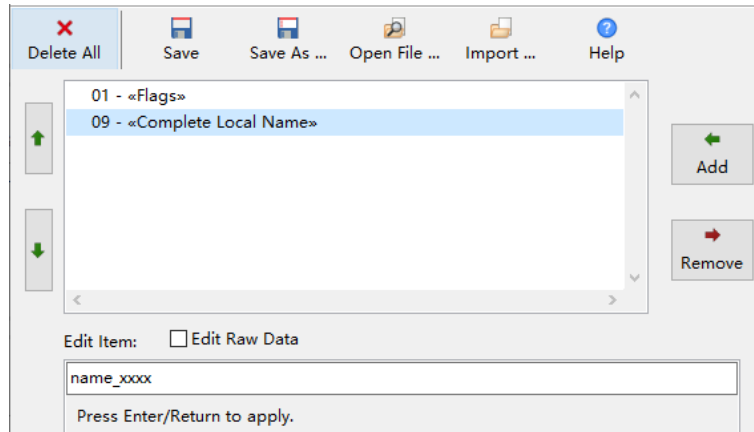 Delete All Save Save As ... Open File ... Import ... Help
01 - «Flags»
09 - «Complete Local Name»
Add
Remove
Edit Item: Edit Raw Data
name_xxxx
Press Enter/Return to apply.